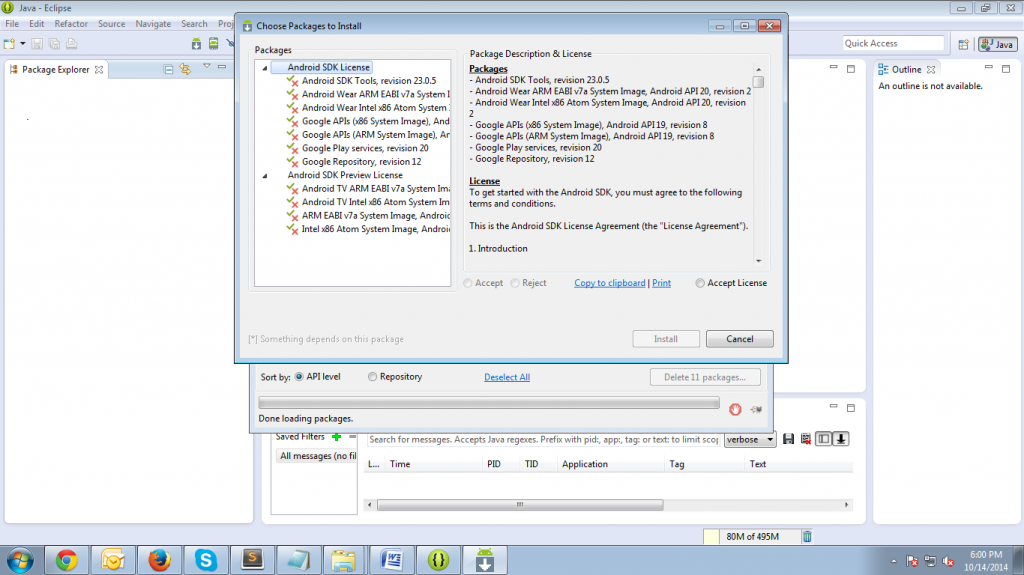 Java - Eclipse
File Edit Refactor Source Navigate Search Proj
Quick Access
Java
Package Explorer
Outline
An outline is not available.
Choose Packages to Install
Packages
Android SDK License
Android SDK Tools, revision 23.0.5
Android Wear ARM EABI v7a System
Android Wear Intel x86 Atom System I
Google APIs (x86 System Image), And
Google APIs (ARM System Image), Ar
Google Play services, revision 20
Google Repository, revision 12
Android SDK Preview License
Android TV ARM EABI v7a System Ima
Android TV Intel x86 Atom System Im
ARM EABI v7a System Image, Android
Intel x86 Atom System Image, Androi
Package Description & License
Packages
- Android SDK Tools, revision 23.0.5
- Android Wear ARM EABI v7a System Image, Android API 20, revision 2
- Android Wear Intel x86 Atom System Image, Android API 20, revision
2
- Google APIs (x86 System Image), Android API 19, revision 8
- Google APIs (ARM System Image), Android API 19, revision 8
- Google Play services, revision 20
- Google Repository, revision 12
License
To get started with the Android SDK, you must agree to the following
terms and conditions.
This is the Android SDK License Agreement (the "License Agreement").
1. Introduction
Accept Reject Copy to clipboard | Print Accept License
[*] Something depends on this package
Install Cancel
Sort by: API level Repository Deselect All Delete 11 packages...
Done loading packages.
Saved Filters
All messages (no fil
Search for messages. Accepts Java regexes. Prefix with pid:, app:, tag: or text: to limit scop
verbose
L... Time PID TID Application Tag Text
80M of 495M
6:00 PM
10/14/2014